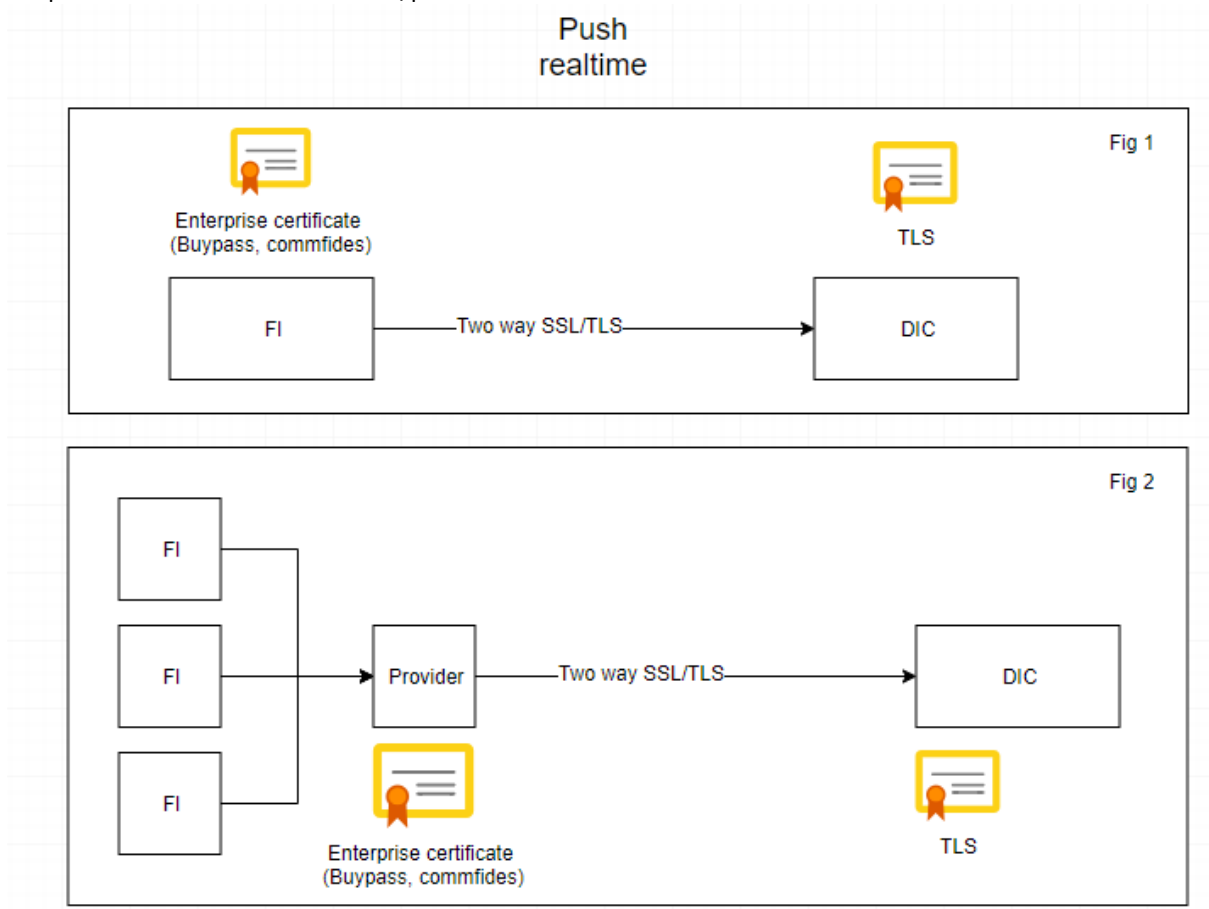 Push
realtime
Fig 1
Enterprise certificate
(Buypass, commfides)
TLS
FI
Two way SSL/TLS
DIC
Fig 2
FI
FI
Provider
Two way SSL/TLS
DIC
FI
Enterprise certificate
(Buypass, commfides)
TLS